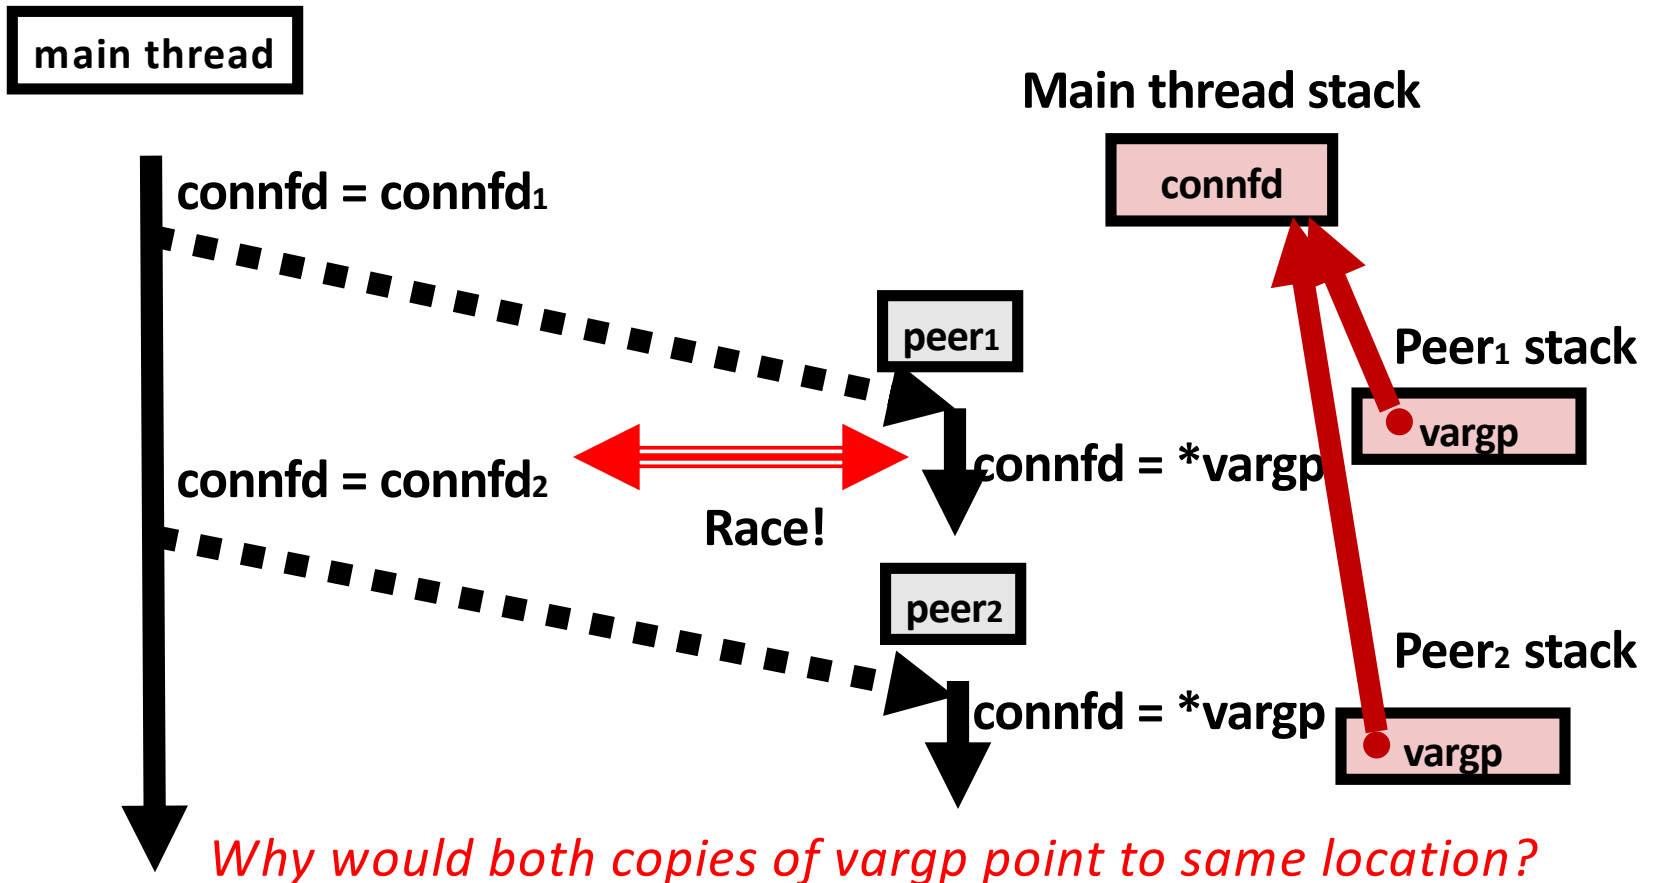 main thread
Main thread stack
connfd
connfd = connfd₁
peer₁
Peer₁ stack
vargp
connfd = *vargp
connfd = connfd₂
Race!
peer₂
Peer₂ stack
connfd = *vargp
vargp
Why would both copies of vargp point to same location?